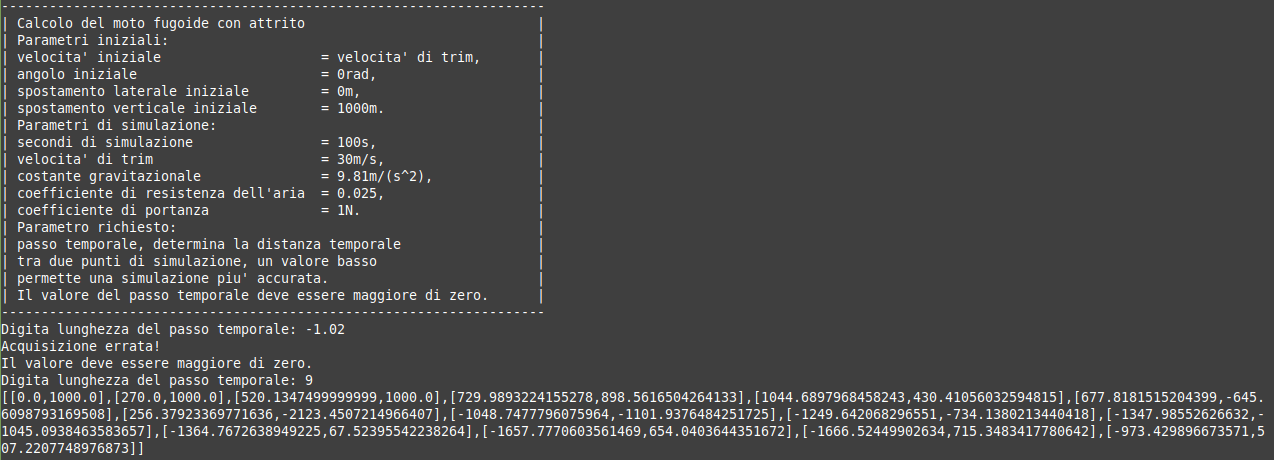 --------------------------------------------------------------------
| Calcolo del moto fugoide con attrito                             |
| Parametri iniziali:                                              |
| velocita' iniziale                    = velocita' di trim,       |
| angolo iniziale                       = 0rad,                    |
| spostamento laterale iniziale         = 0m,                      |
| spostamento verticale iniziale        = 1000m.                   |
| Parametri di simulazione:                                        |
| secondi di simulazione                = 100s,                    |
| velocita' di trim                     = 30m/s,                   |
| costante gravitazionale               = 9.81m/(s^2),             |
| coefficiente di resistenza dell'aria  = 0.025,                   |
| coefficiente di portanza              = 1N.                      |
| Parametro richiesto:                                             |
| passo temporale, determina la distanza temporale                 |
| tra due punti di simulazione, un valore basso                    |
| permette una simulazione piu' accurata.                          |
| Il valore del passo temporale deve essere maggiore di zero.      |
--------------------------------------------------------------------
Digita lunghezza del passo temporale: -1.02
Acquisizione errata!
Il valore deve essere maggiore di zero.
Digita lunghezza del passo temporale: 9
[[0.0,1000.0],[270.0,1000.0],[520.1347499999999,1000.0],[729.9893224155278,898.5616504264133],[1044.6897968458243,430.41056032594815],[677.8181515204399,-645.
6098793169508],[256.37923369771636,-2123.4507214966407],[-1048.7477796075964,-1101.9376484251725],[-1249.642068296551,-734.1380213440418],[-1347.98552626632,-
1045.0938463583657],[-1364.7672638949225,67.52395542238264],[-1657.7770603561469,654.0403644351672],[-1666.52449902634,715.3483417780642],[-973.429896673571,5
07.2207748976873]]